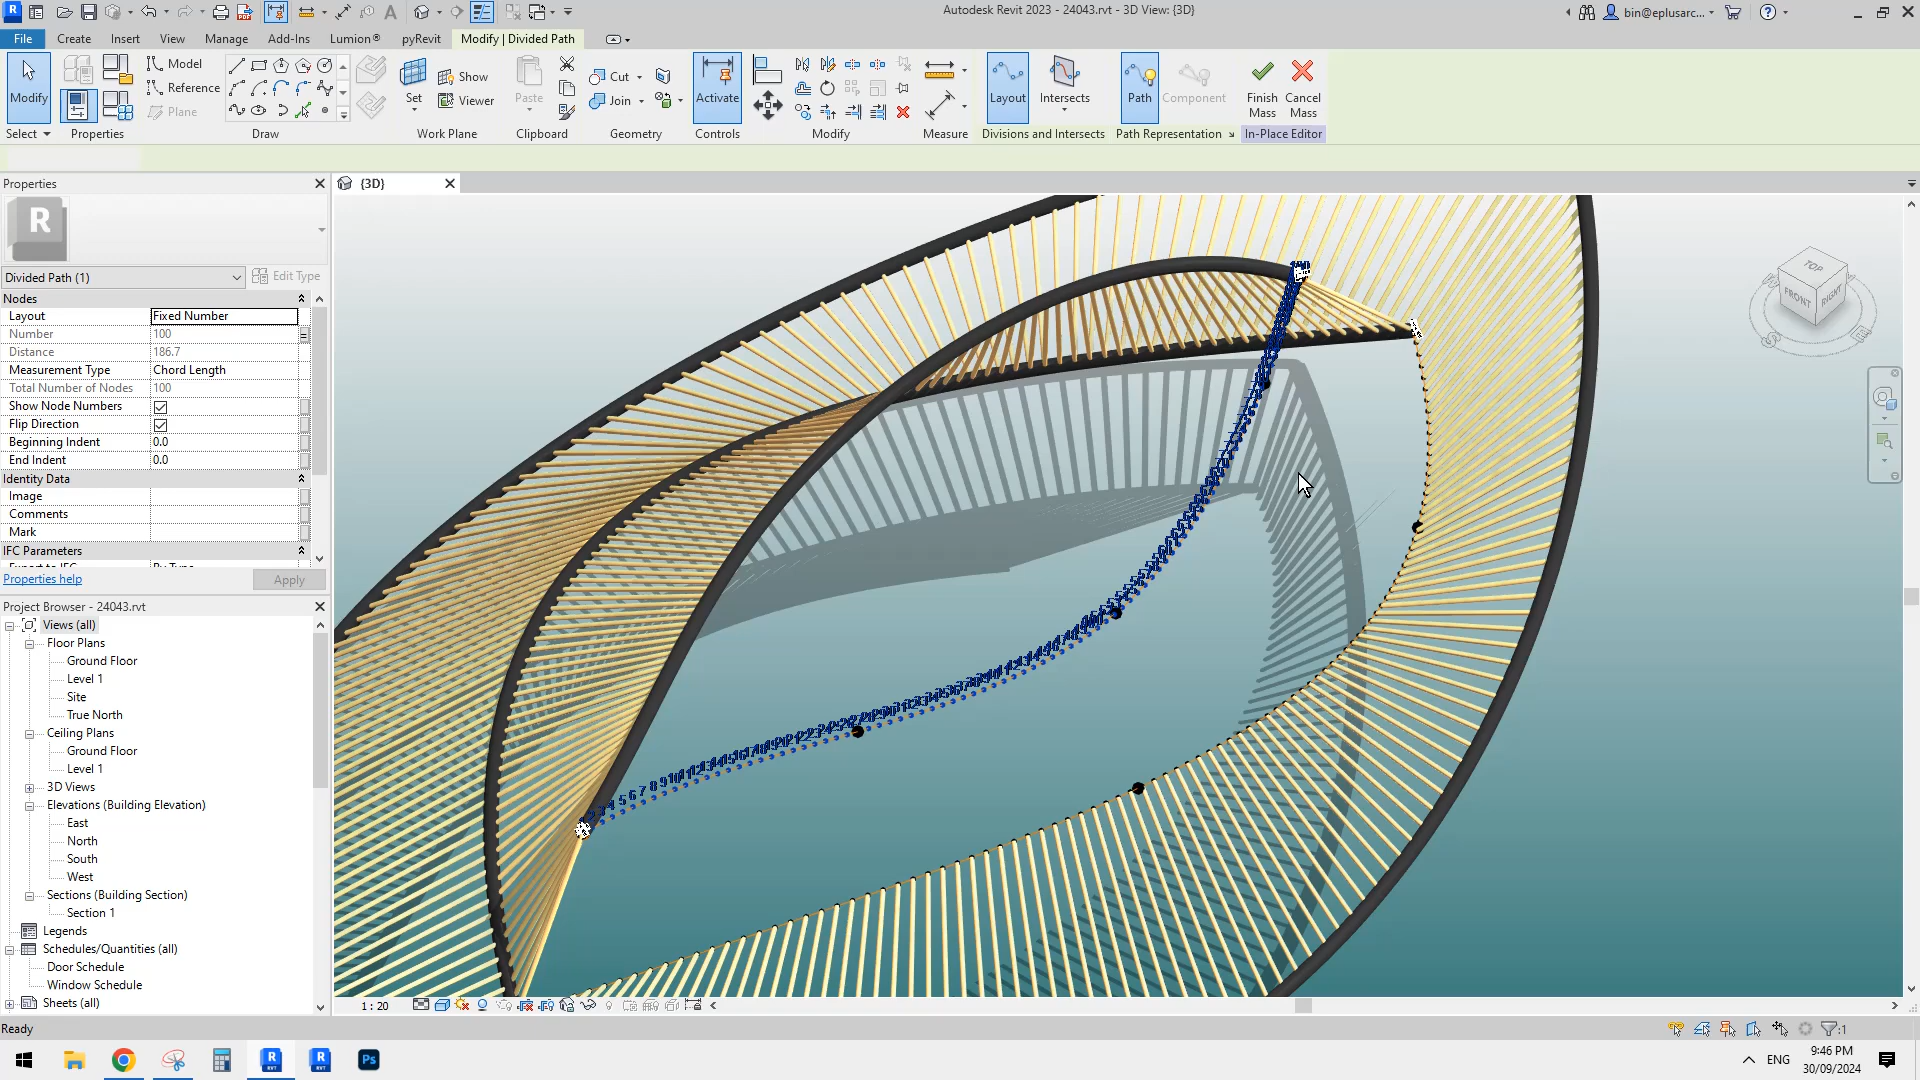 Autodesk Revit 2023 - 24043.rvt - 3D View: {3D}
bin@eplusarc...
File
Create
Insert
View
Manage
Add-Ins
Lumion®
pyRevit
Modify | Divided Path
Modify
Model
Reference
Plane
Set
Show
Viewer
Paste
Cut
Join
Activate
Layout
Intersects
Path
Component
Finish Mass
Cancel Mass
Select
Properties
Draw
Work Plane
Clipboard
Geometry
Controls
Modify
Measure
Divisions and Intersects
Path Representation
In-Place Editor
Properties
{3D}
R
Divided Path (1)
Edit Type
Nodes
Layout Fixed Number
Number 100
Distance 186.7
Measurement Type Chord Length
Total Number of Nodes 100
Show Node Numbers
Flip Direction
Beginning Indent 0.0
End Indent 0.0
Identity Data
Image
Comments
Mark
IFC Parameters
Properties help
Apply
Project Browser - 24043.rvt
Views (all)
Floor Plans
Ground Floor
Level 1
Site
True North
Ceiling Plans
Ground Floor
Level 1
3D Views
Elevations (Building Elevation)
East
North
South
West
Sections (Building Section)
Section 1
Legends
Schedules/Quantities (all)
Door Schedule
Window Schedule
Sheets (all)
TOP
FRONT
RIGHT
1 : 20
Ready
:1
ENG
9:46 PM
30/09/2024
Ps